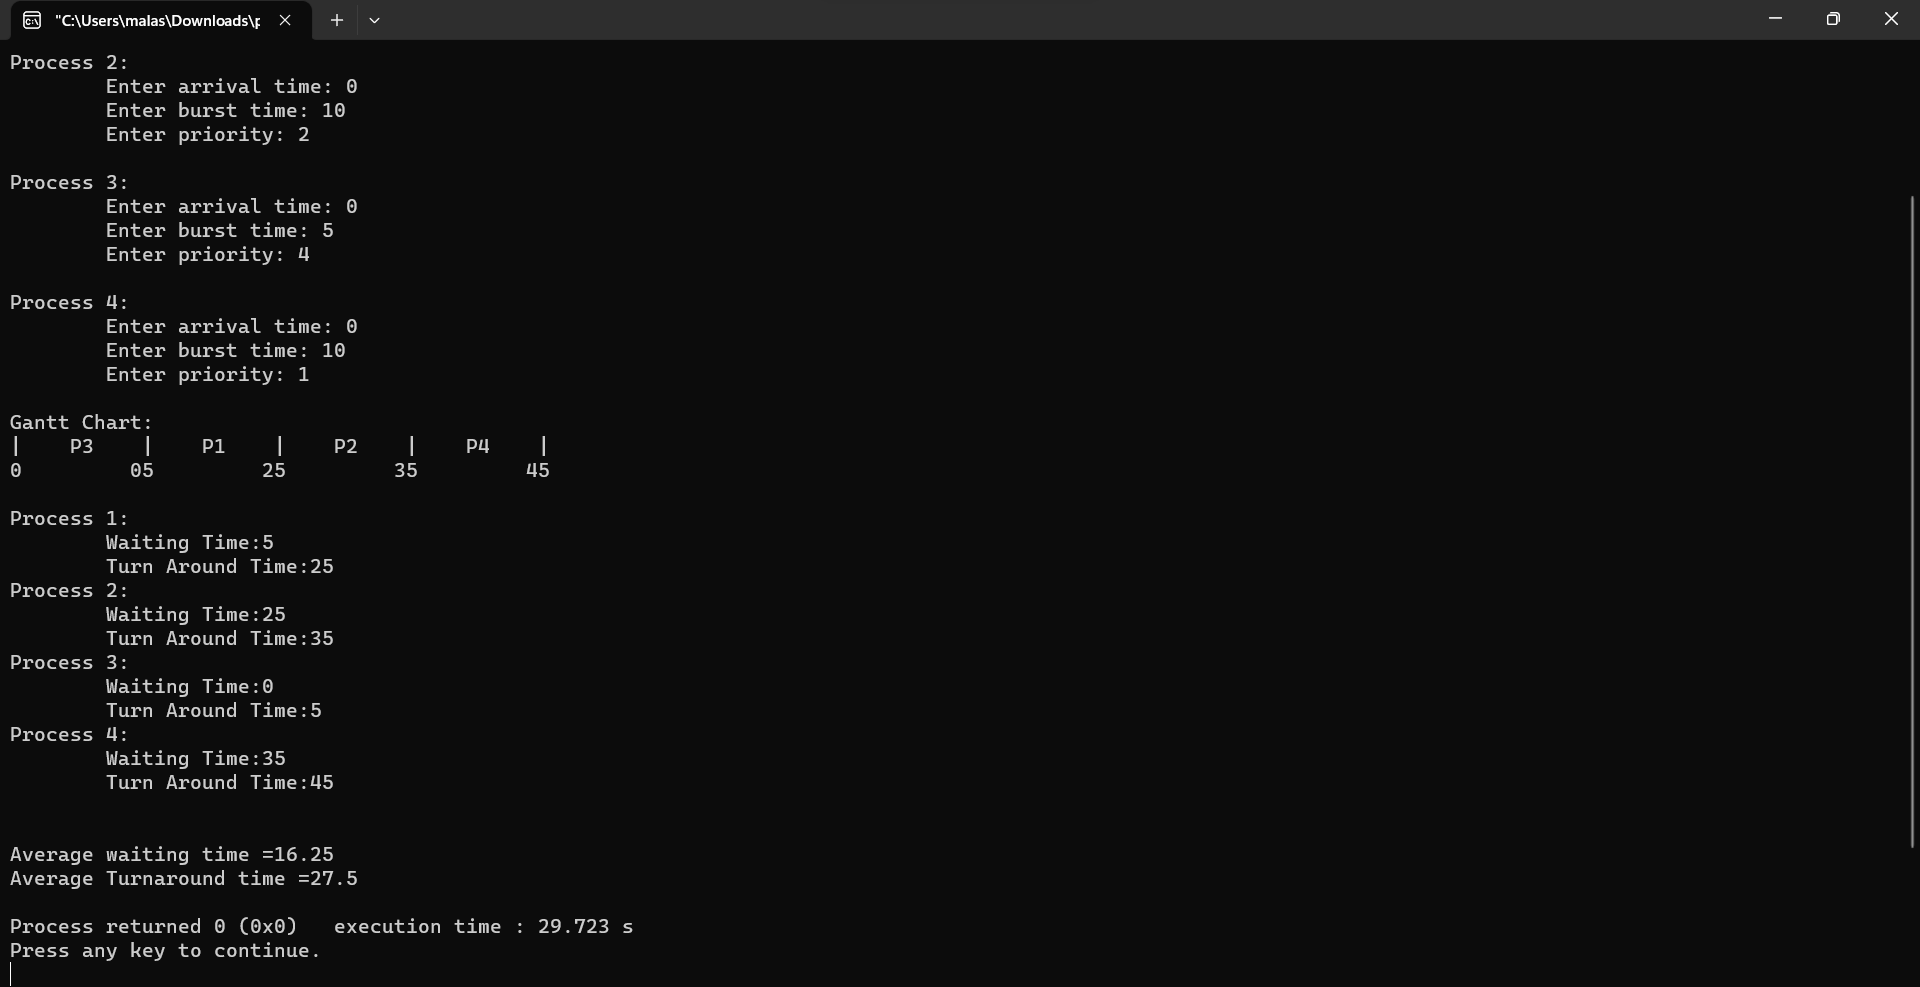 "C:\Users\malas\Downloads\p
Process 2:
Enter arrival time: 0
Enter burst time: 10
Enter priority: 2
Process 3:
Enter arrival time: 0
Enter burst time: 5
Enter priority: 4
Process 4:
Enter arrival time: 0
Enter burst time: 10
Enter priority: 1
Gantt Chart:
|    P3    |    P1    |    P2    |    P4    |
0         05         25         35         45
Process 1:
Waiting Time:5
Turn Around Time:25
Process 2:
Waiting Time:25
Turn Around Time:35
Process 3:
Waiting Time:0
Turn Around Time:5
Process 4:
Waiting Time:35
Turn Around Time:45
Average waiting time =16.25
Average Turnaround time =27.5
Process returned 0 (0x0)   execution time : 29.723 s
Press any key to continue.